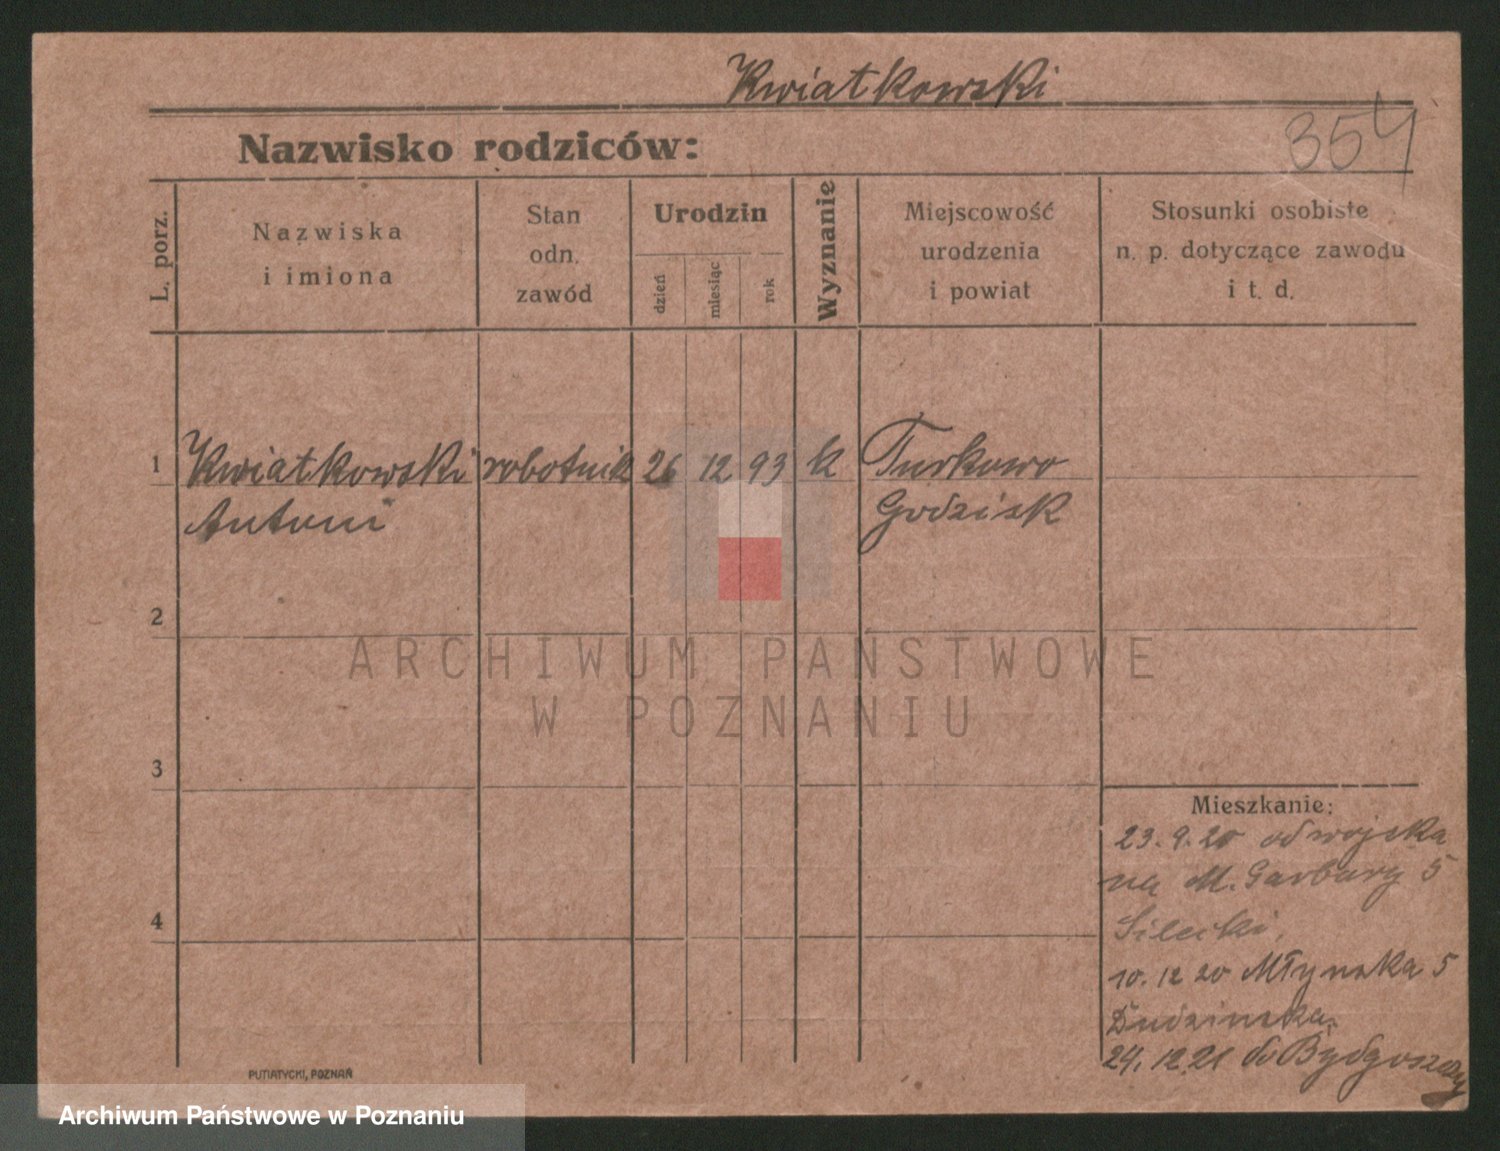 Kwiatkowski
354
Nazwisko rodziców:
L. porz.
Nazwiska
i imiona
Stan
odn.
zawód
Urodzin
dzień
miesiąc
rok
Wyznanie
Miejscowość
urodzenia
i powiat
Stosunki osobiste
n. p. dotyczące zawodu
i t. d.
1
Kwiatkowski robotnik 26 12 93 k Turkowo
Antoni Grodzisk
2
ARCHIWUM PAŃSTWOWE
W POZNANIU
3
Mieszkanie:
23.9.20 od wojska
na M. Garbary 5
4
10.12 20 Młyńska 5
24.12.21 do Bydgoszczy
PUTIATYCKI, POZNAŃ
Archiwum Państwowe w Poznaniu